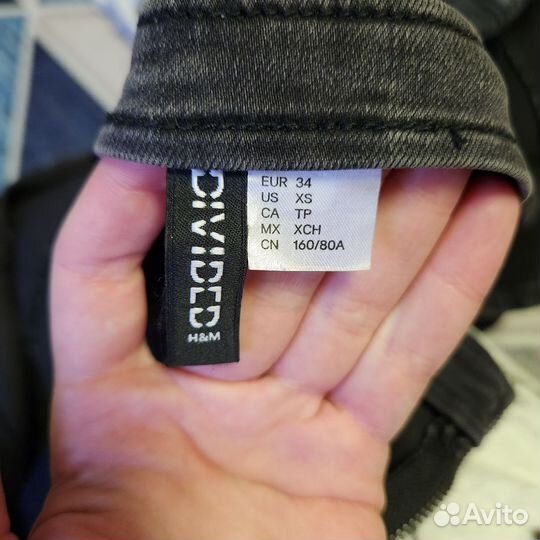 DIVIDED
H&M
EUR 34
US XS
CA TP
MX XCH
CN 160/80A
Avito